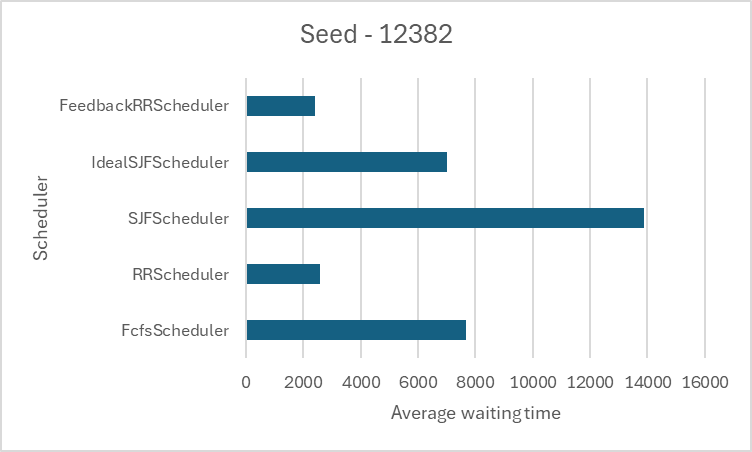 Seed - 12382
Scheduler
FeedbackRRScheduler
IdealSJFScheduler
SJFScheduler
RRScheduler
FcfsScheduler
0 2000 4000 6000 8000 10000 12000 14000 16000
Average waiting time